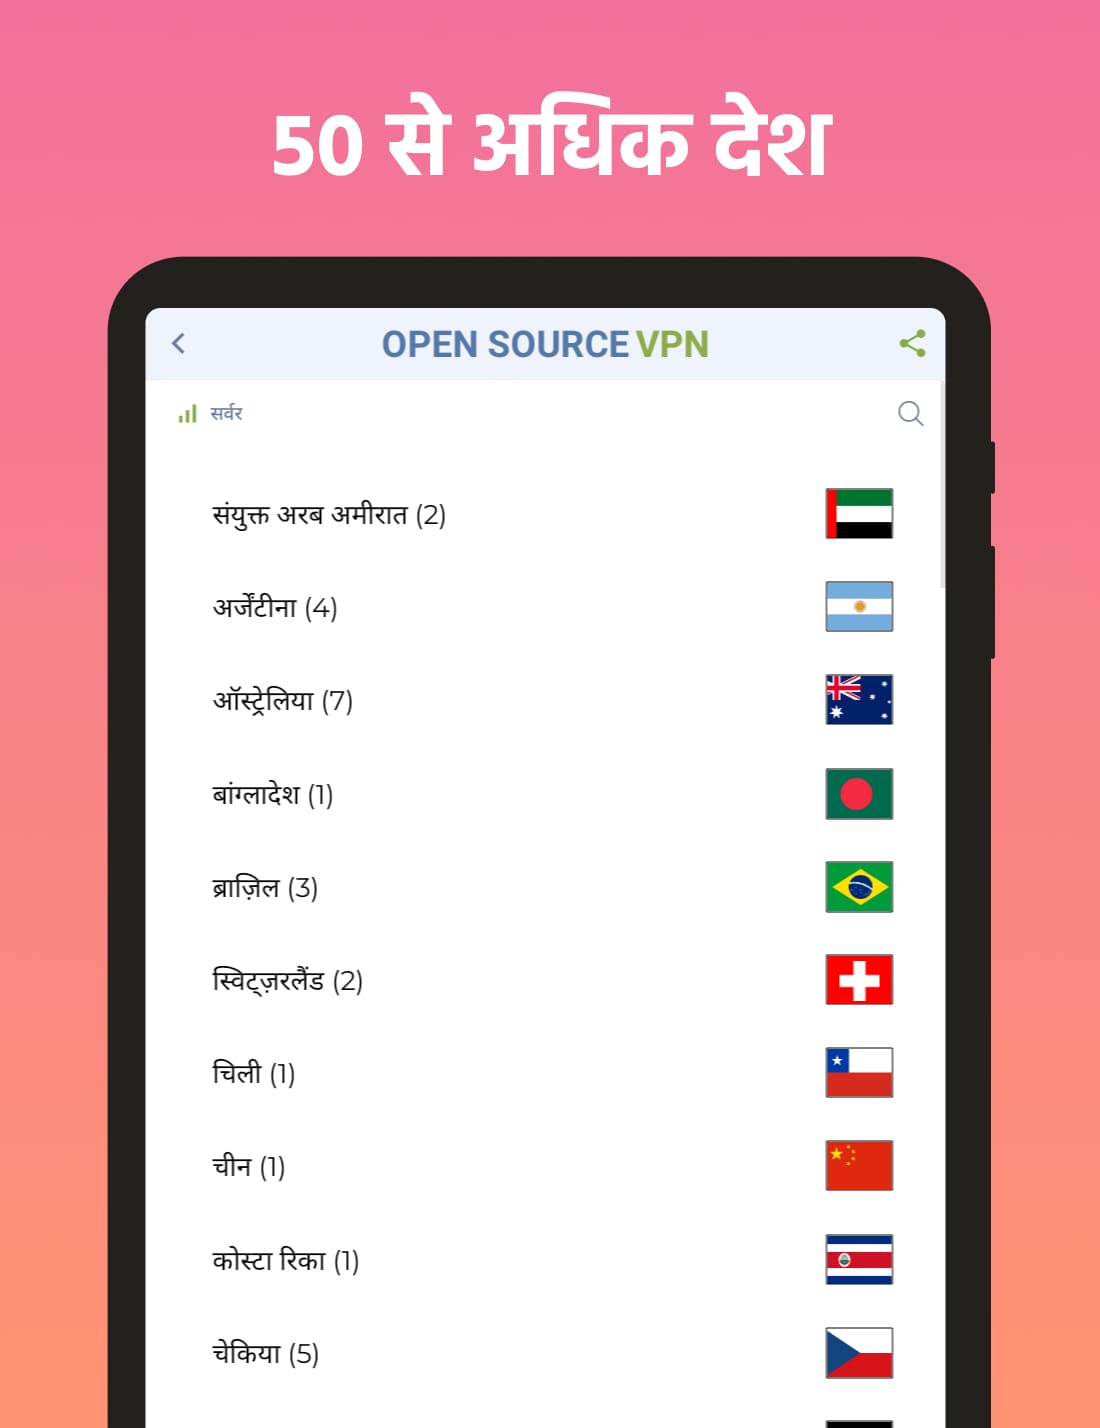 50 से अधिक देश
OPEN SOURCE VPN
सर्वर
संयुक्त अरब अमीरात (2)
अर्जेंटीना (4)
ऑस्ट्रेलिया (7)
बांग्लादेश (1)
ब्राज़िल (3)
स्विट्ज़रलैंड (2)
चिली (1)
चीन (1)
कोस्टा रिका (1)
चेकिया (5)